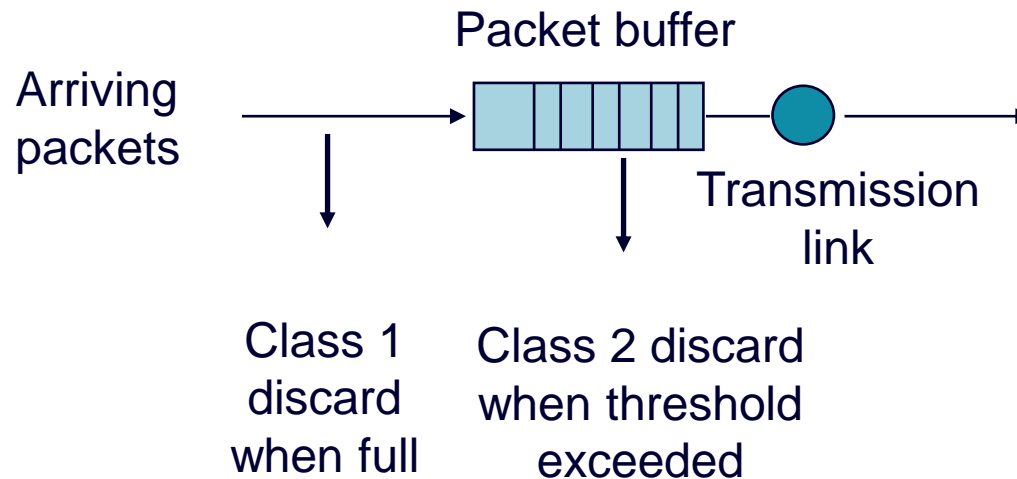 Packet buffer
Arriving
packets
Transmission
link
Class 1
discard
when full
Class 2 discard
when threshold
exceeded